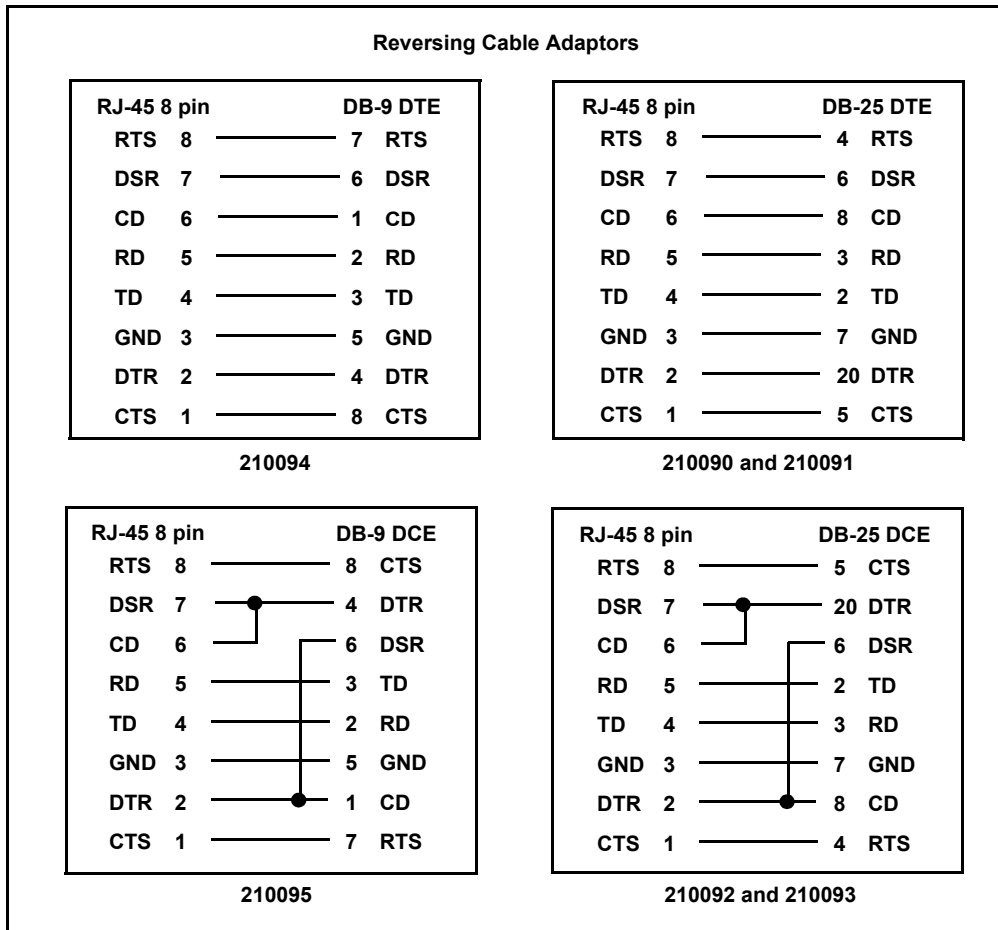 Reversing Cable Adaptors
RJ-45 8 pin DB-9 DTE
RTS 8 7 RTS
DSR 7 6 DSR
CD 6 1 CD
RD 5 2 RD
TD 4 3 TD
GND 3 5 GND
DTR 2 4 DTR
CTS 1 8 CTS
210094
RJ-45 8 pin DB-25 DTE
RTS 8 4 RTS
DSR 7 6 DSR
CD 6 8 CD
RD 5 3 RD
TD 4 2 TD
GND 3 7 GND
DTR 2 20 DTR
CTS 1 5 CTS
210090 and 210091
RJ-45 8 pin DB-9 DCE
RTS 8 8 CTS
DSR 7 4 DTR
CD 6 6 DSR
RD 5 3 TD
TD 4 2 RD
GND 3 5 GND
DTR 2 1 CD
CTS 1 7 RTS
210095
RJ-45 8 pin DB-25 DCE
RTS 8 5 CTS
DSR 7 20 DTR
CD 6 6 DSR
RD 5 2 TD
TD 4 3 RD
GND 3 7 GND
DTR 2 8 CD
CTS 1 4 RTS
210092 and 210093